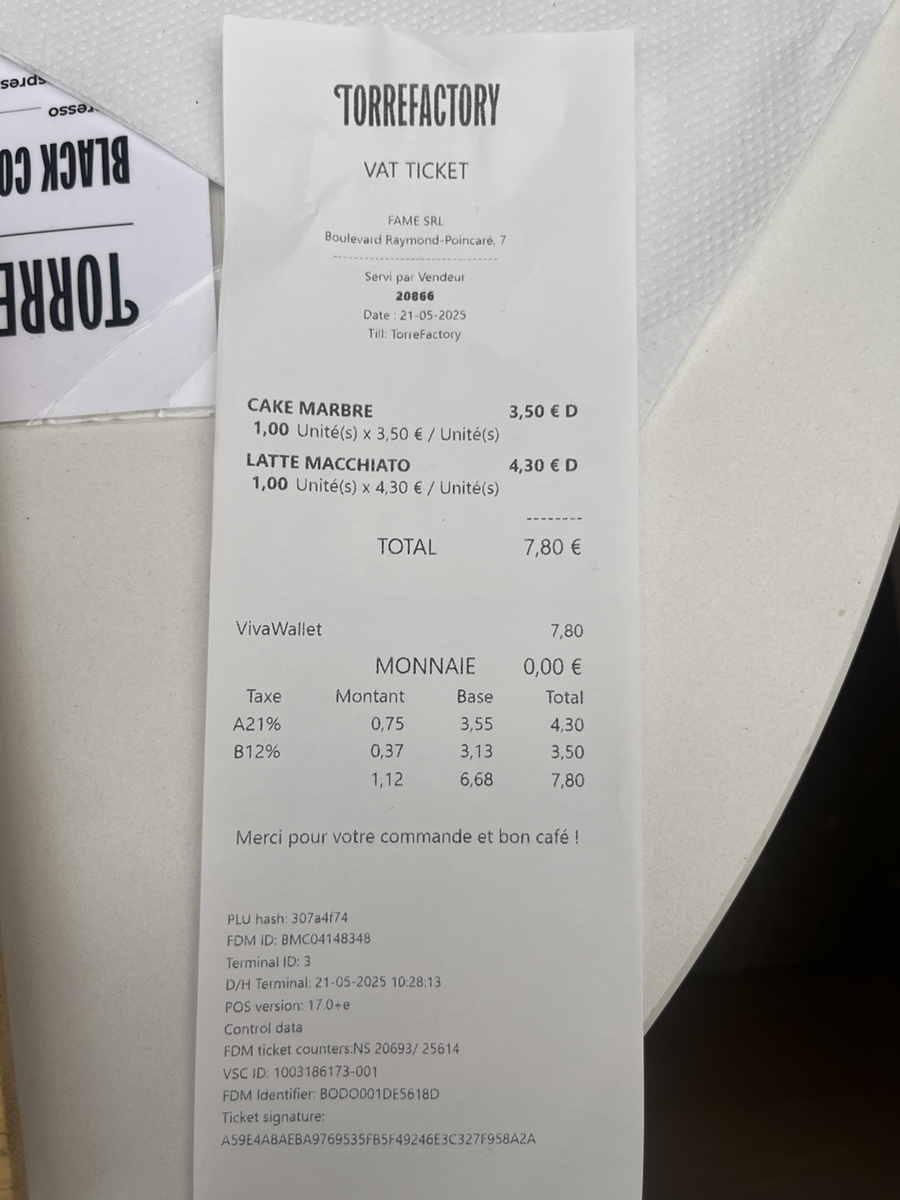 spres
resso
BLACK CO
TORRE
TORREFACTORY
VAT TICKET
FAME SRL
Boulevard Raymond-Poincaré, 7
Servi par Vendeur
20866
Date : 21-05-2025
Till: TorreFactory
CAKE MARBRE 3,50 € D
1,00 Unité(s) x 3,50 € / Unité(s)
LATTE MACCHIATO 4,30 € D
1,00 Unité(s) x 4,30 € / Unité(s)
--------
TOTAL 7,80 €
VivaWallet 7,80
MONNAIE 0,00 €
Taxe Montant Base Total
A21% 0,75 3,55 4,30
B12% 0,37 3,13 3,50
1,12 6,68 7,80
Merci pour votre commande et bon café !
PLU hash: 307a4f74
FDM ID: BMC04148348
Terminal ID: 3
D/H Terminal: 21-05-2025 10:28:13
POS version: 17.0+e
Control data
FDM ticket counters:NS 20693/ 25614
VSC ID: 1003186173-001
FDM Identifier: BODO001DE5618D
Ticket signature:
A59E4A8AEBA9769535FB5F49246E3C327F958A2A